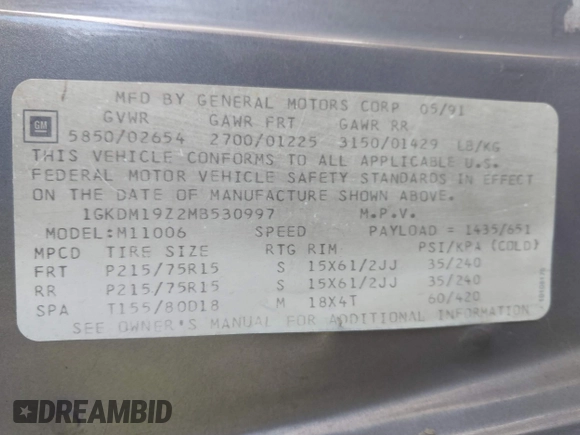 MFD BY GENERAL MOTORS CORP 05/91
GVWR GAWR FRT GAWR RR
GM 5850/02654 2700/01225 3150/01429 LB/KG
THIS VEHICLE CONFORMS TO ALL APPLICABLE U.S.
FEDERAL MOTOR VEHICLE SAFETY STANDARDS IN EFFECT
ON THE DATE OF MANUFACTURE SHOWN ABOVE.
1GKDM19Z2MB530997 M.P.V.
MODEL:M11006 SPEED PAYLOAD = 1435/651
MPCD TIRE SIZE RTG RIM PSI/KPA (COLD)
FRT P215/75R15 S 15X61/2JJ 35/240
RR P215/75R15 S 15X61/2JJ 35/240
SPA T155/80D18 M 18X4T 60/420
SEE OWNER'S MANUAL FOR ADDITIONAL INFORMATION
DREAMBID